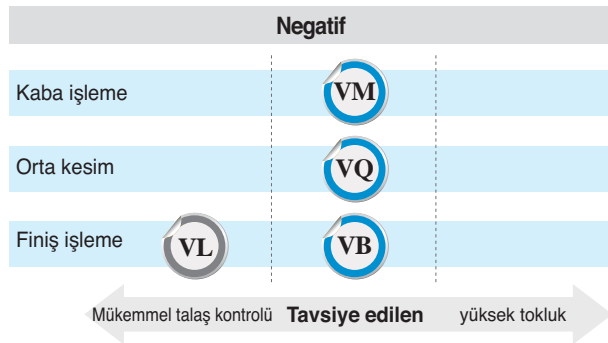 Negatif
Kaba işleme VM
Orta kesim VQ
Finiş işleme VL VB
Mükemmel talaş kontrolü Tavsiye edilen yüksek tokluk